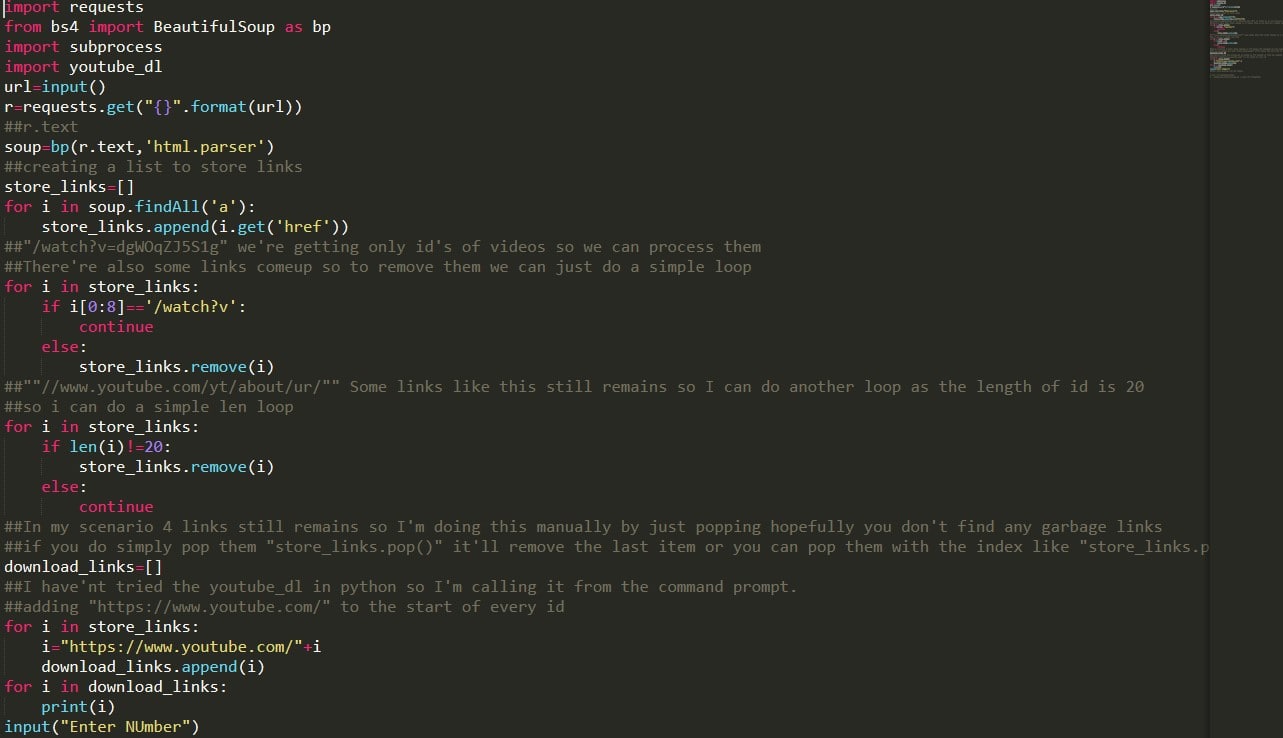 import requests
from bs4 import BeautifulSoup as bp
import subprocess
import youtube_dl
url=input()
r=requests.get("{}".format(url))
##r.text
soup=bp(r.text,'html.parser')
##creating a list to store links
store_links=[]
for i in soup.findAll('a'):
    store_links.append(i.get('href'))
##"/watch?v=dgWOqZJ5S1g" we're getting only id's of videos so we can process them
##There're also some links comeup so to remove them we can just do a simple loop
for i in store_links:
    if i[0:8]=='/watch?v':
        continue
    else:
        store_links.remove(i)
##""//www.youtube.com/yt/about/ur/"" Some links like this still remains so I can do another loop as the length of id is 20
##so i can do a simple len loop
for i in store_links:
    if len(i)!=20:
        store_links.remove(i)
    else:
        continue
##In my scenario 4 links still remains so I'm doing this manually by just popping hopefully you don't find any garbage links
##if you do simply pop them "store_links.pop()" it'll remove the last item or you can pop them with the index like "store_links.p
download_links=[]
##I have'nt tried the youtube_dl in python so I'm calling it from the command prompt.
##adding "https://www.youtube.com/" to the start of every id
for i in store_links:
    i="https://www.youtube.com/"+i
    download_links.append(i)
for i in download_links:
    print(i)
input("Enter NUmber")